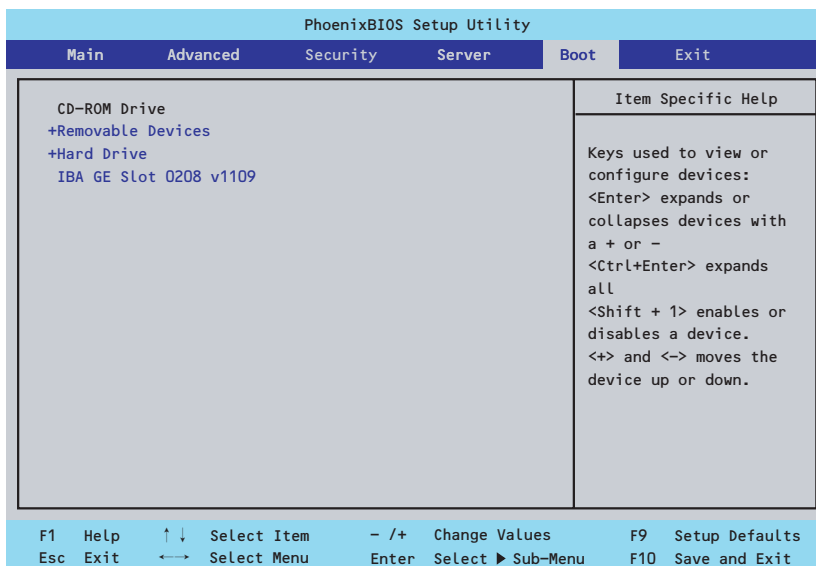 PhoenixBIOS Setup Utility
Main Advanced Security Server Boot Exit
CD-ROM Drive
+Removable Devices
+Hard Drive
IBA GE Slot 0208 v1109
Item Specific Help
Keys used to view or
configure devices:
<Enter> expands or
collapses devices with
a + or -
<Ctrl+Enter> expands
all
<Shift + 1> enables or
disables a device.
<+> and <-> moves the
device up or down.
F1 Help ↑↓ Select Item - /+ Change Values F9 Setup Defaults
Esc Exit ←→ Select Menu Enter Select ▶ Sub-Menu F10 Save and Exit